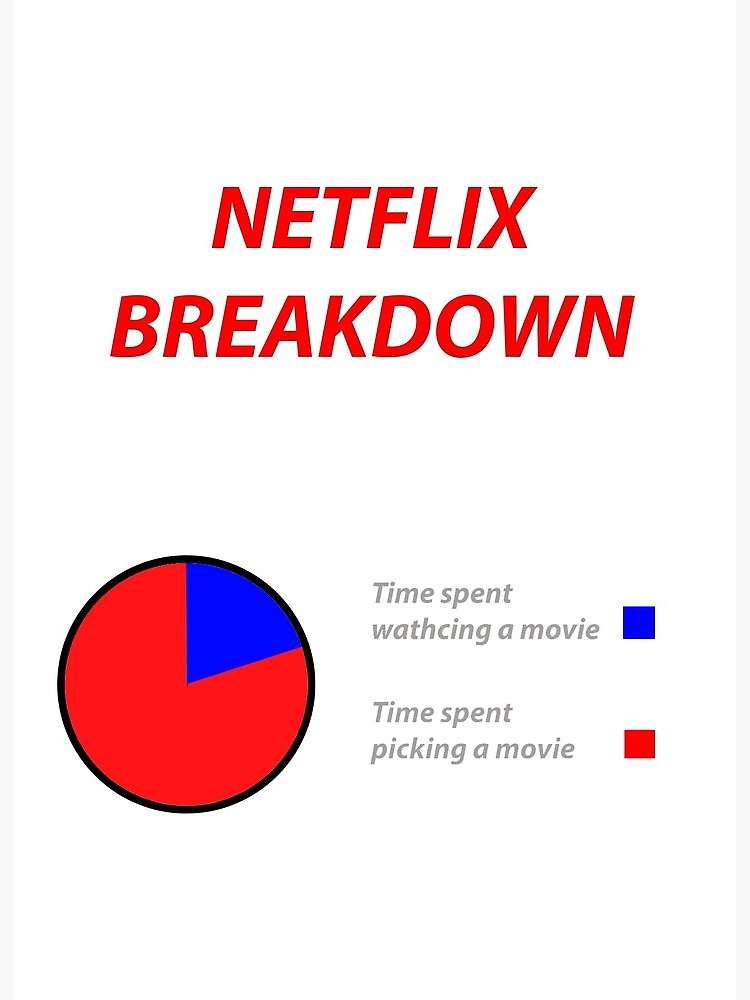 NETFLIX
BREAKDOWN
Time spent
wathcing a movie
Time spent
picking a movie